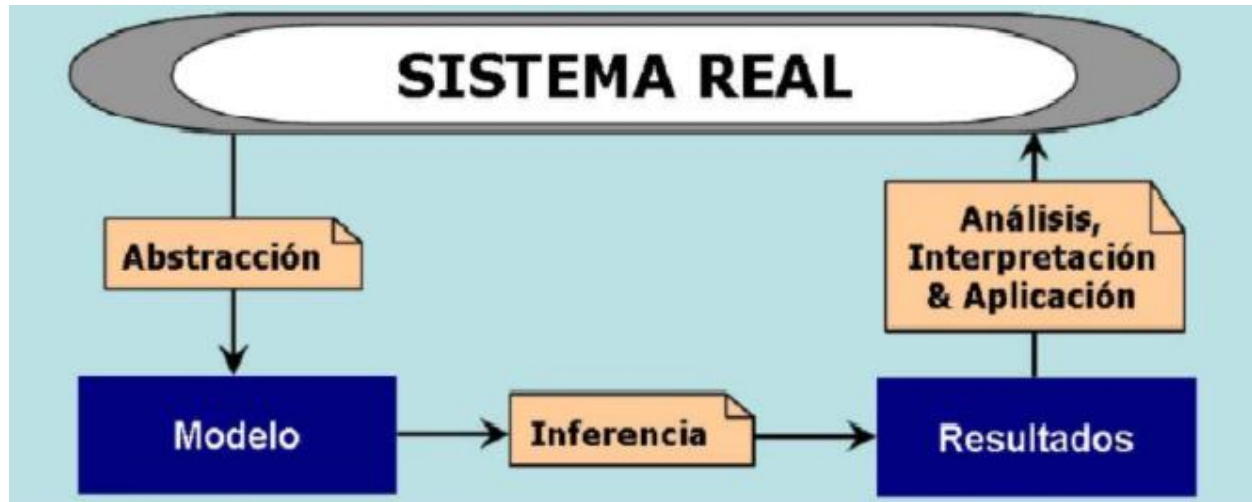 SISTEMA REAL
Abstracción
Análisis,
Interpretación
& Aplicación
Modelo
Inferencia
Resultados